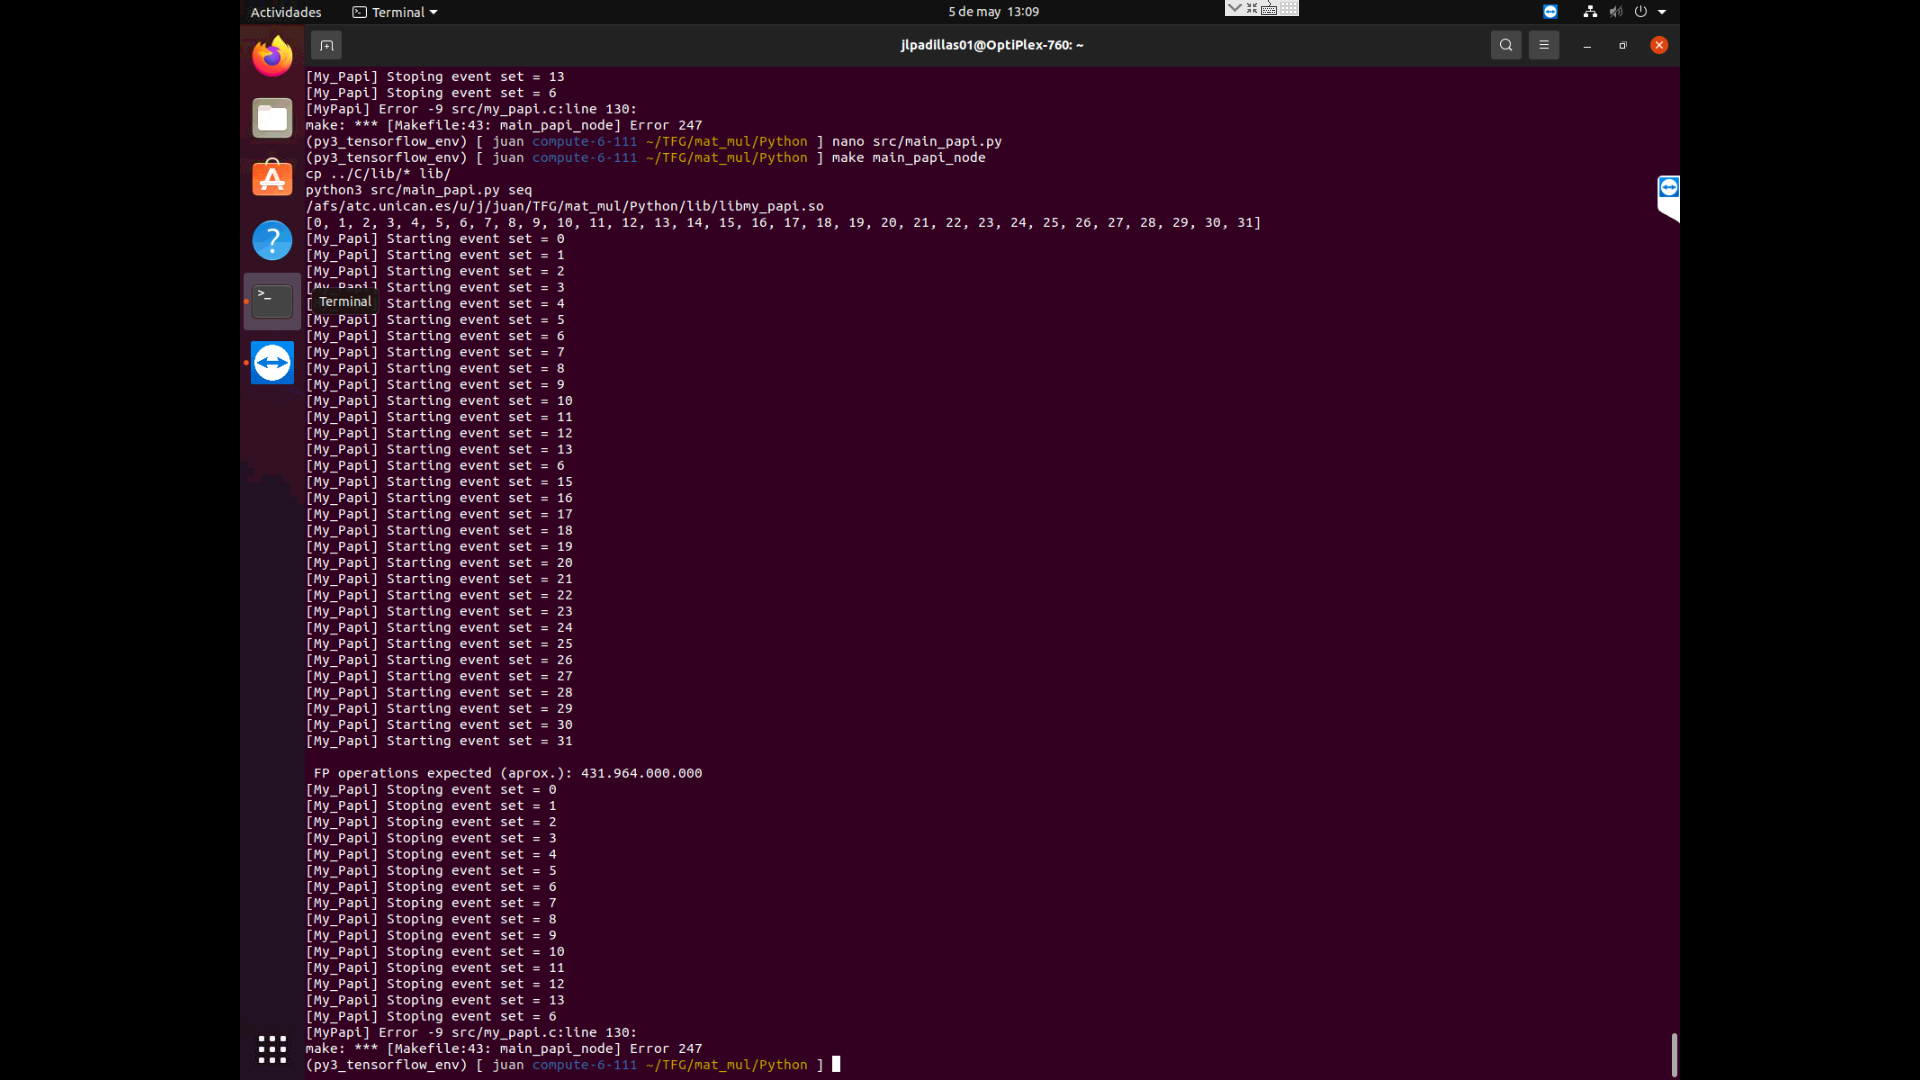 Actividades
Terminal
5 de may 13:09
jlpadillas01@OptiPlex-760: ~
[My_Papi] Stoping event set = 13
[My_Papi] Stoping event set = 6
[MyPapi] Error -9 src/my_papi.c:line 130:
make: *** [Makefile:43: main_papi_node] Error 247
(py3_tensorflow_env) [ juan compute-6-111 ~/TFG/mat_mul/Python ] nano src/main_papi.py
(py3_tensorflow_env) [ juan compute-6-111 ~/TFG/mat_mul/Python ] make main_papi_node
cp ../C/lib/* lib/
python3 src/main_papi.py seq
/afs/atc.unican.es/u/j/juan/TFG/mat_mul/Python/lib/libmy_papi.so
[0, 1, 2, 3, 4, 5, 6, 7, 8, 9, 10, 11, 12, 13, 14, 15, 16, 17, 18, 19, 20, 21, 22, 23, 24, 25, 26, 27, 28, 29, 30, 31]
[My_Papi] Starting event set = 0
[My_Papi] Starting event set = 1
[My_Papi] Starting event set = 2
[My_Papi] Starting event set = 3
[ Terminal Starting event set = 4
[My_Papi] Starting event set = 5
[My_Papi] Starting event set = 6
[My_Papi] Starting event set = 7
[My_Papi] Starting event set = 8
[My_Papi] Starting event set = 9
[My_Papi] Starting event set = 10
[My_Papi] Starting event set = 11
[My_Papi] Starting event set = 12
[My_Papi] Starting event set = 13
[My_Papi] Starting event set = 6
[My_Papi] Starting event set = 15
[My_Papi] Starting event set = 16
[My_Papi] Starting event set = 17
[My_Papi] Starting event set = 18
[My_Papi] Starting event set = 19
[My_Papi] Starting event set = 20
[My_Papi] Starting event set = 21
[My_Papi] Starting event set = 22
[My_Papi] Starting event set = 23
[My_Papi] Starting event set = 24
[My_Papi] Starting event set = 25
[My_Papi] Starting event set = 26
[My_Papi] Starting event set = 27
[My_Papi] Starting event set = 28
[My_Papi] Starting event set = 29
[My_Papi] Starting event set = 30
[My_Papi] Starting event set = 31
FP operations expected (aprox.): 431.964.000.000
[My_Papi] Stoping event set = 0
[My_Papi] Stoping event set = 1
[My_Papi] Stoping event set = 2
[My_Papi] Stoping event set = 3
[My_Papi] Stoping event set = 4
[My_Papi] Stoping event set = 5
[My_Papi] Stoping event set = 6
[My_Papi] Stoping event set = 7
[My_Papi] Stoping event set = 8
[My_Papi] Stoping event set = 9
[My_Papi] Stoping event set = 10
[My_Papi] Stoping event set = 11
[My_Papi] Stoping event set = 12
[My_Papi] Stoping event set = 13
[My_Papi] Stoping event set = 6
[MyPapi] Error -9 src/my_papi.c:line 130:
make: *** [Makefile:43: main_papi_node] Error 247
(py3_tensorflow_env) [ juan compute-6-111 ~/TFG/mat_mul/Python ]